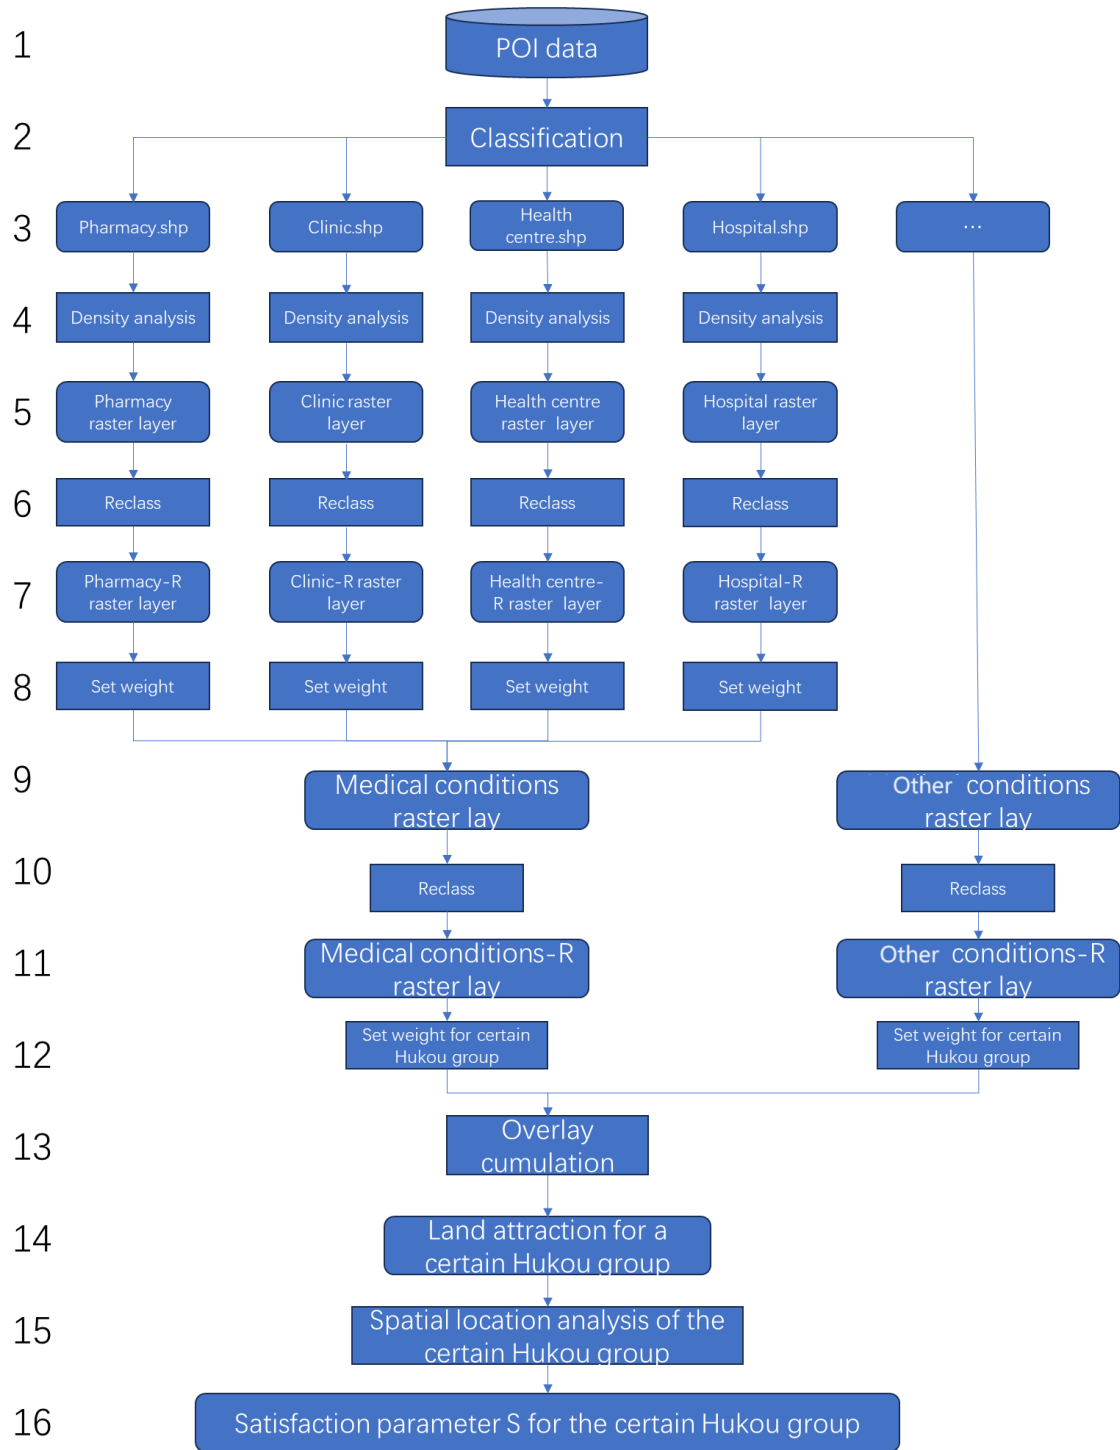 1
POI data
2
Classification
3
Pharmacy.shp
Clinic.shp
Health
centre.shp
Hospital.shp
...
4
Density analysis
Density analysis
Density analysis
Density analysis
5
Pharmacy
raster layer
Clinic raster
layer
Health centre
raster layer
Hospital raster
layer
6
Reclass
Reclass
Reclass
Reclass
7
Pharmacy-R
raster layer
Clinic-R raster
layer
Health centre-
R raster layer
Hospital-R
raster layer
8
Set weight
Set weight
Set weight
Set weight
9
Medical conditions
raster lay
Other conditions
raster lay
10
Reclass
Reclass
11
Medical conditions-R
raster lay
Other conditions-R
raster lay
12
Set weight for certain
Hukou group
Set weight for certain
Hukou group
13
Overlay
cumulation
14
Land attraction for a
certain Hukou group
15
Spatial location analysis of the
certain Hukou group
16
Satisfaction parameter S for the certain Hukou group